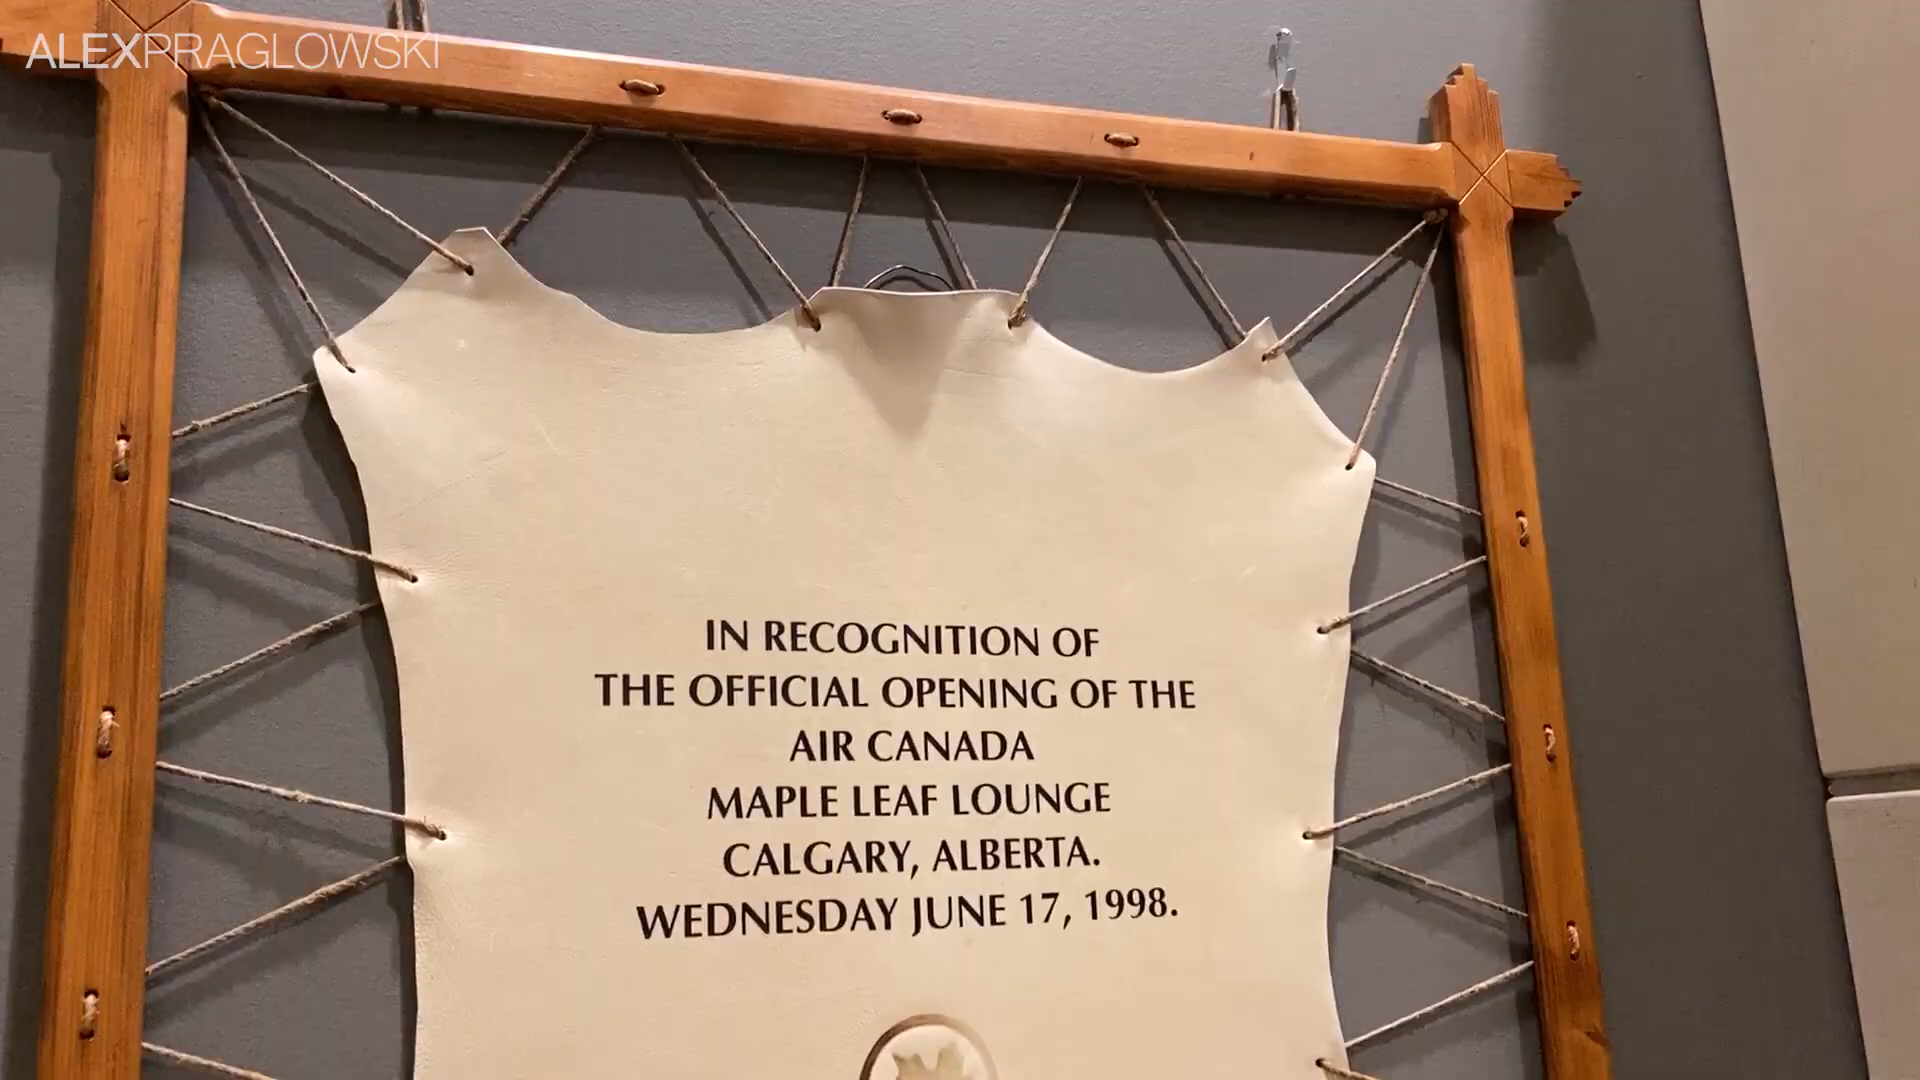 ALEXPRAGLOWSKI
IN RECOGNITION OF
THE OFFICIAL OPENING OF THE
AIR CANADA
MAPLE LEAF LOUNGE
CALGARY, ALBERTA.
WEDNESDAY JUNE 17, 1998.